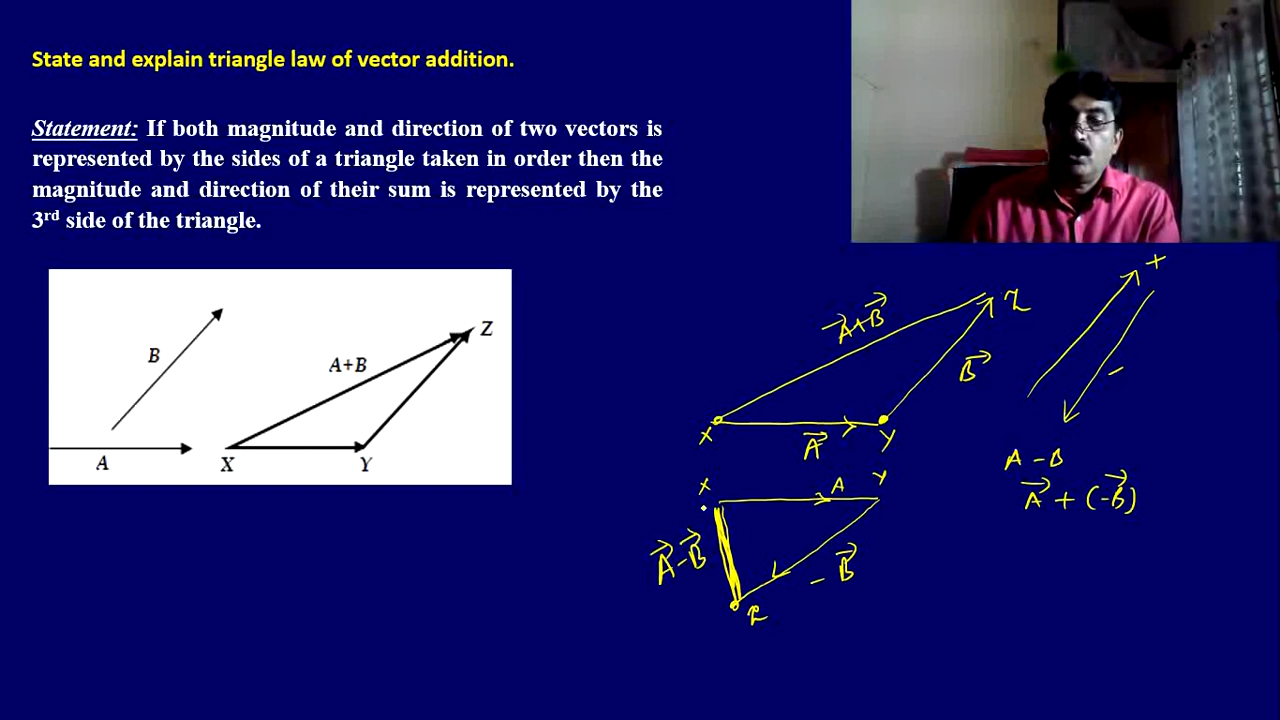 State and explain triangle law of vector addition.
Statement: If both magnitude and direction of two vectors is
represented by the sides of a triangle taken in order then the
magnitude and direction of their sum is represented by the
3rd side of the triangle.
B
A
A+B
X
Y
Z
A+B
Z
B
X
A
Y
+
-
A - B
A + (-B)
X
A
Y
A-B
- B
Z